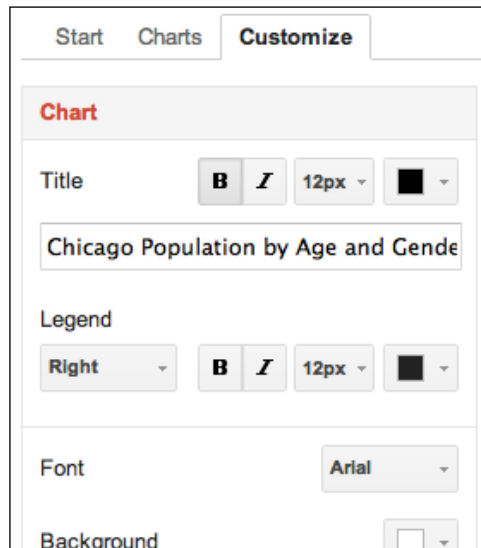 Start Charts Customize
Chart
Title B I 12px
Chicago Population by Age and Gende
Legend
Right B I 12px
Font Arial
Background